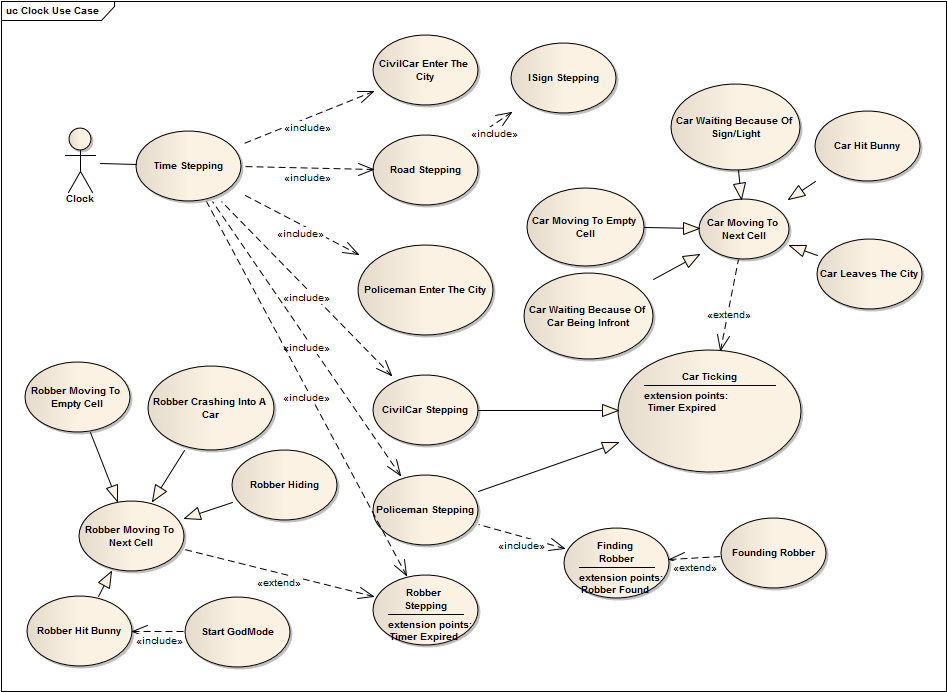 uc Clock Use Case
CivilCar Enter The
City
ISign Stepping
Car Waiting Because Of
Sign/Light
Car Hit Bunny
«include»
«include»
Time Stepping
Road Stepping
«include»
Clock
Car Moving To Empty
Cell
Car Moving To
Next Cell
«include»
Car Leaves The City
Policeman Enter The City
«include»
Car Waiting Because Of
Car Being Infront
«extend»
«include»
Car Ticking
extension points:
Timer Expired
Robber Moving To
Empty Cell
Robber Crashing Into A
Car
«include»
CivilCar Stepping
Robber Hiding
Policeman Stepping
Robber Moving To
Next Cell
«include»
Finding
Robber
extension points:
Robber Found
Founding Robber
«extend»
«extend»
Robber
Stepping
extension points:
Timer Expired
Robber Hit Bunny
Start GodMode
«include»